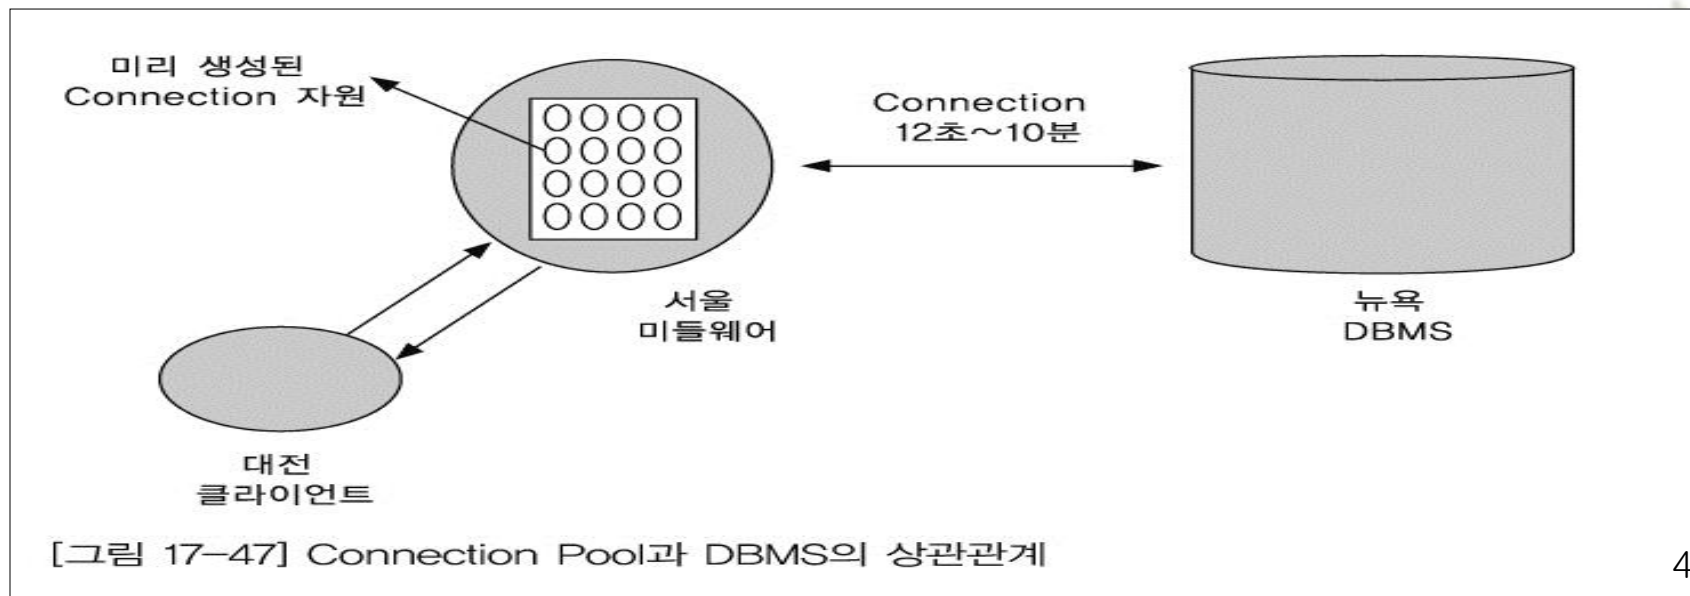 미리 생성된
Connection 자원
Connection
12초~10분
서울
미들웨어
뉴욕
DBMS
대전
클라이언트
[그림 17-47] Connection Pool과 DBMS의 상관관계
4